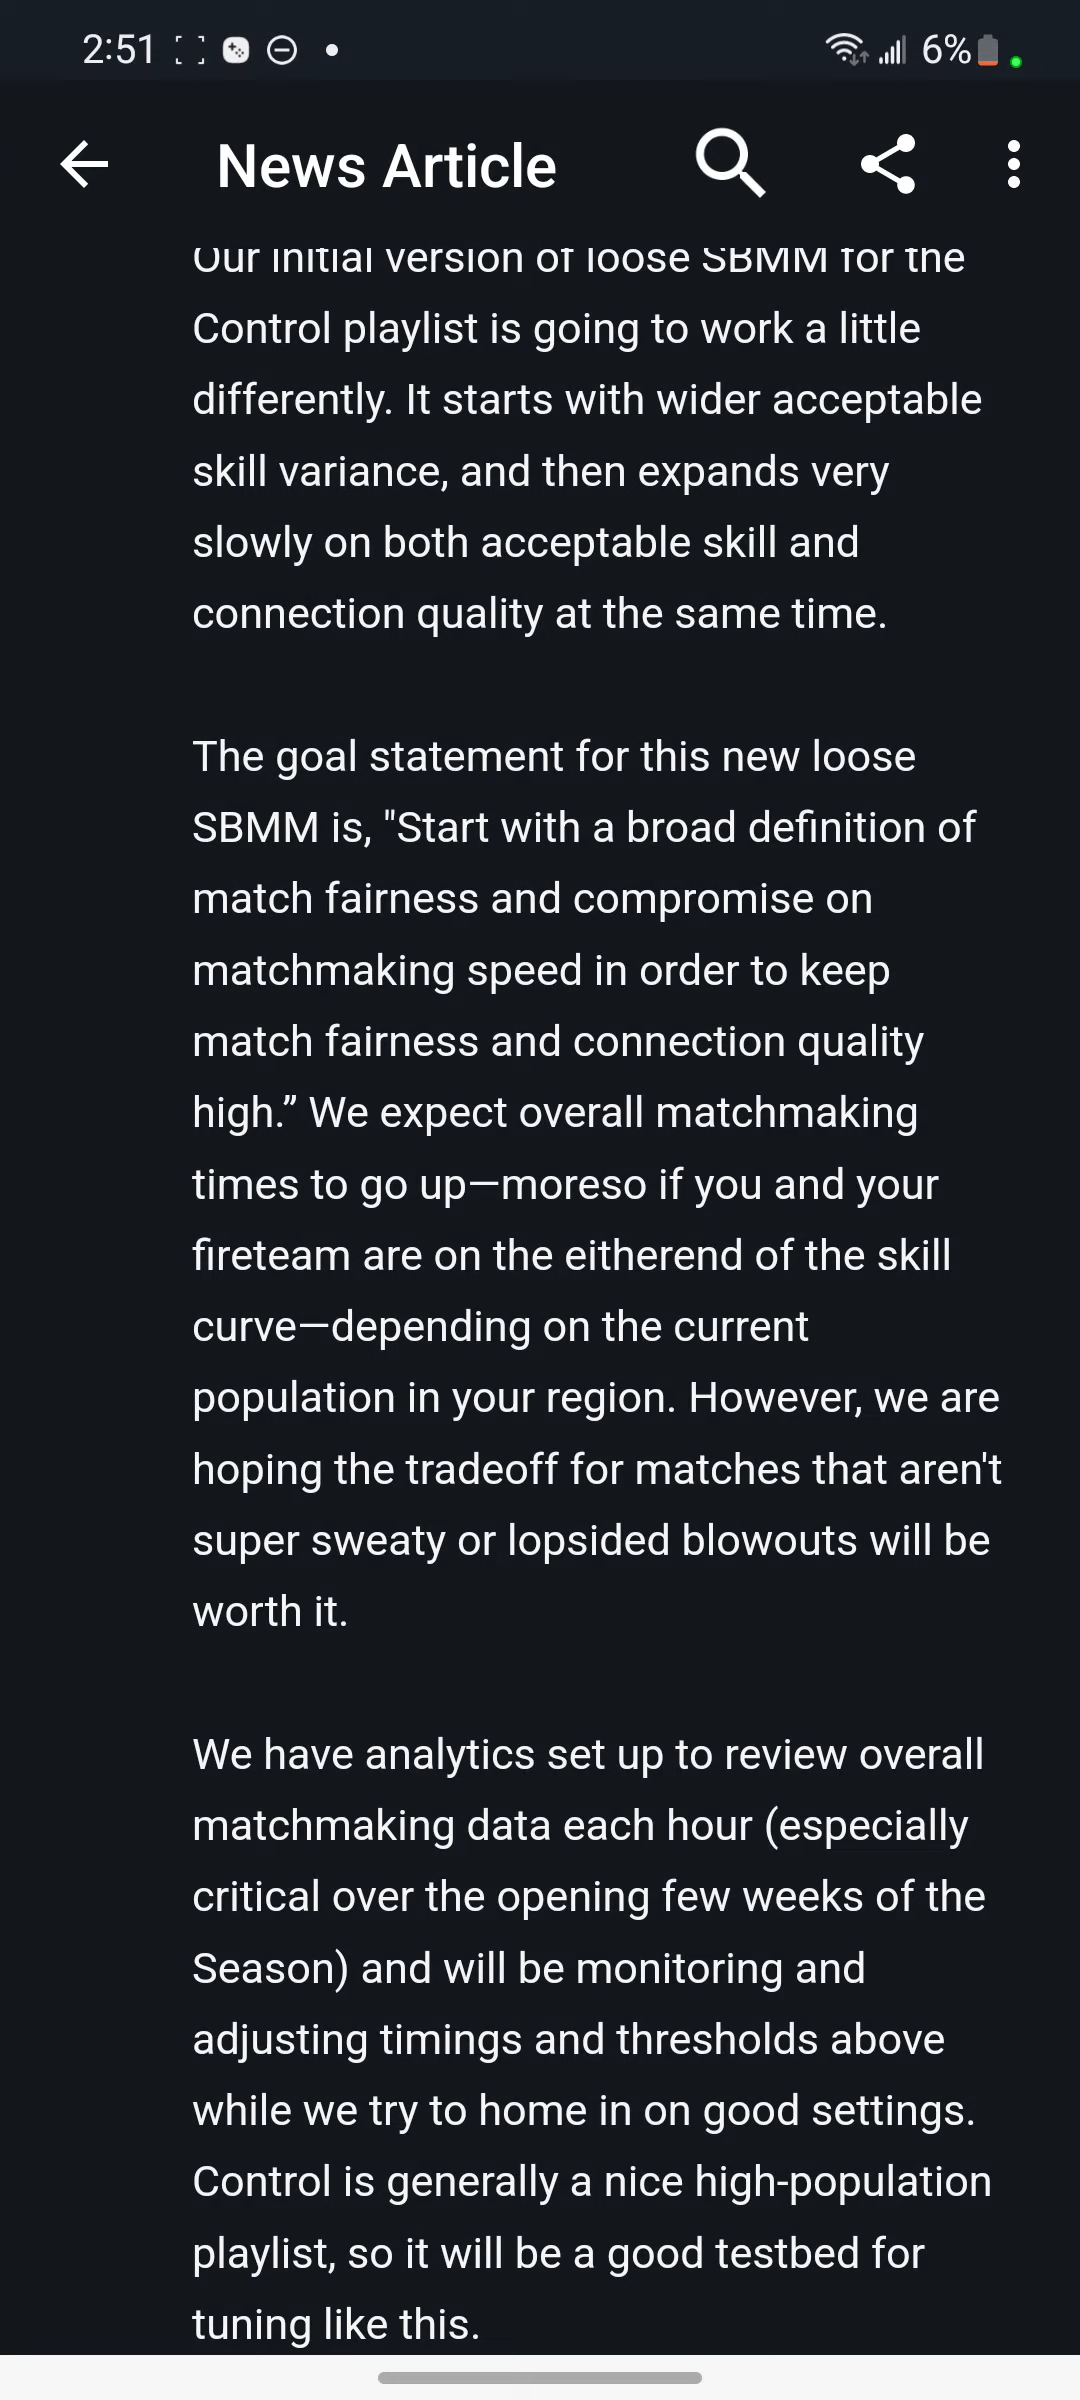 2:51
6%
News Article
Our initial version of loose SBMM for the
Control playlist is going to work a little
differently. It starts with wider acceptable
skill variance, and then expands very
slowly on both acceptable skill and
connection quality at the same time.
The goal statement for this new loose
SBMM is, "Start with a broad definition of
match fairness and compromise on
matchmaking speed in order to keep
match fairness and connection quality
high.” We expect overall matchmaking
times to go up—moreso if you and your
fireteam are on the eitherend of the skill
curve—depending on the current
population in your region. However, we are
hoping the tradeoff for matches that aren't
super sweaty or lopsided blowouts will be
worth it.
We have analytics set up to review overall
matchmaking data each hour (especially
critical over the opening few weeks of the
Season) and will be monitoring and
adjusting timings and thresholds above
while we try to home in on good settings.
Control is generally a nice high-population
playlist, so it will be a good testbed for
tuning like this.